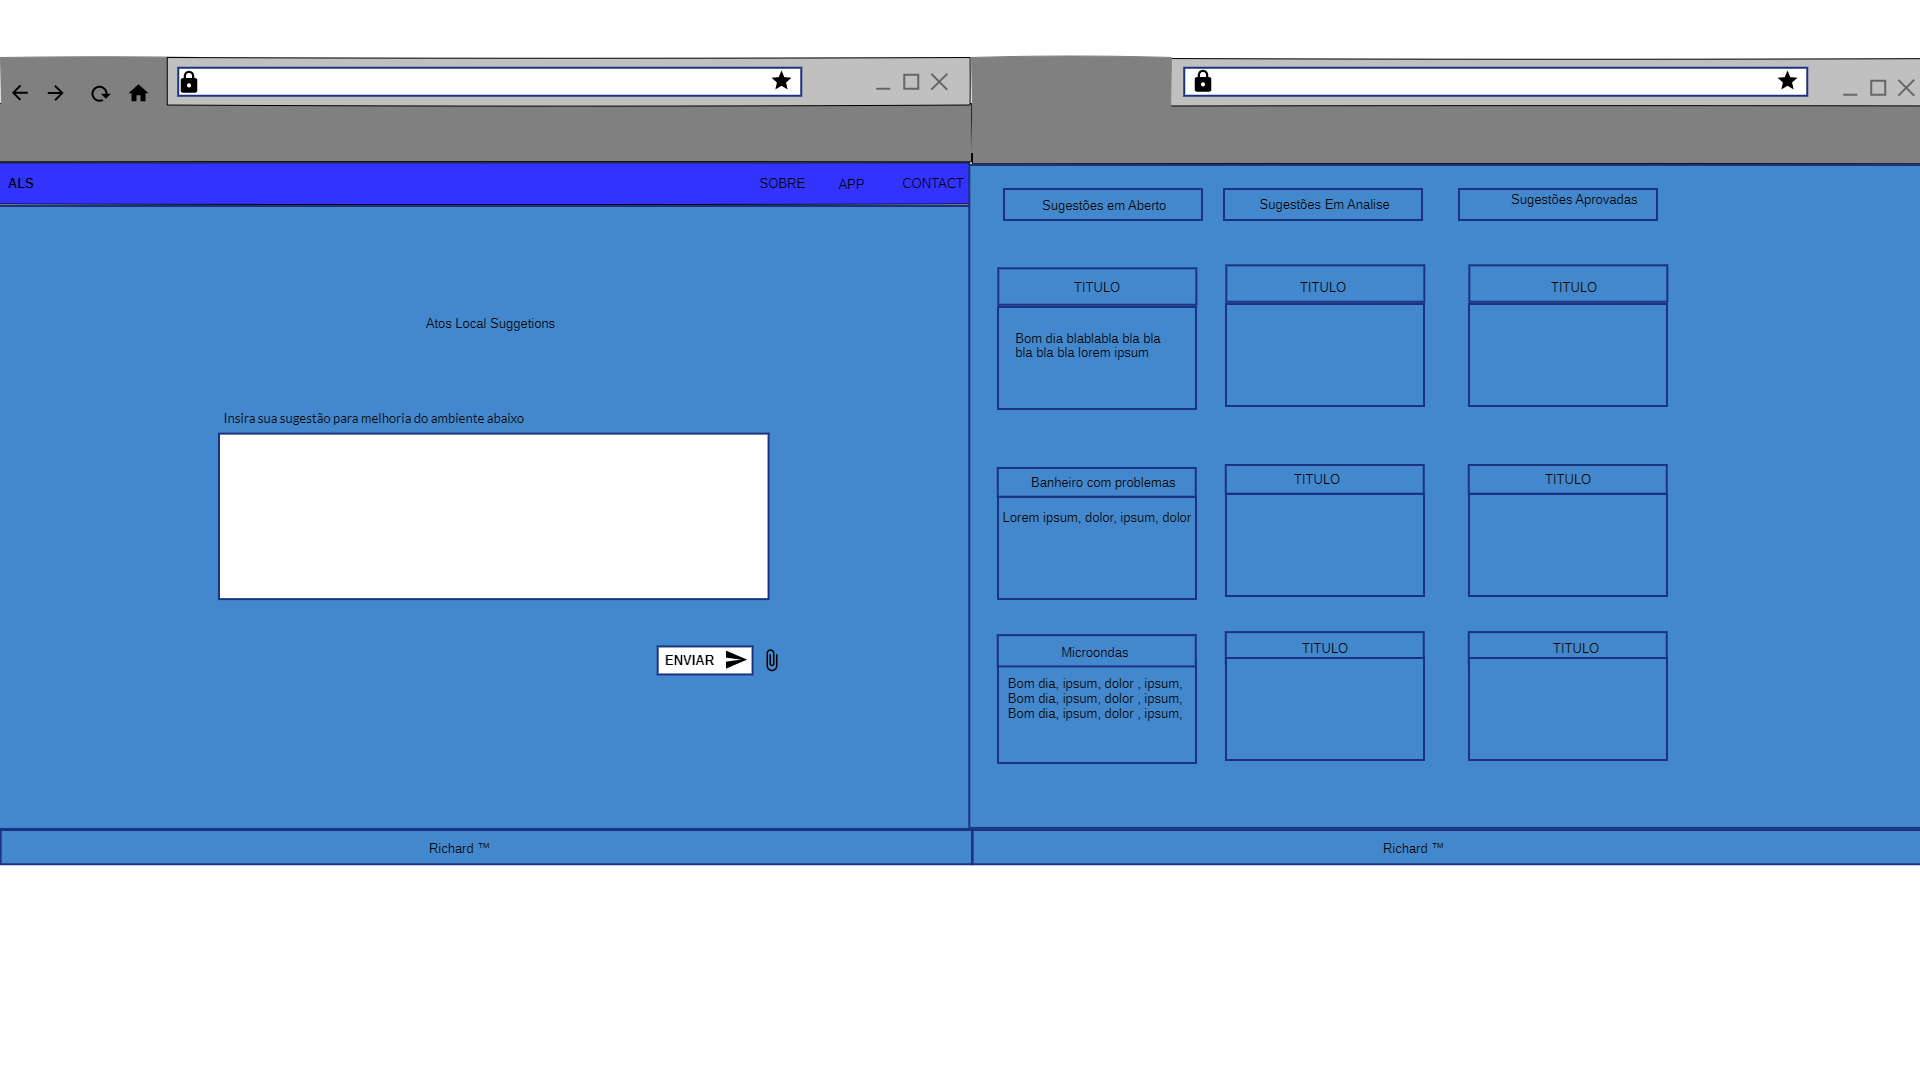 ALS
SOBRE
APP
CONTACT
Atos Local Suggetions
Insira sua sugestão para melhoria do ambiente abaixo
ENVIAR
Richard ™
Sugestões em Aberto
Sugestões Em Analise
Sugestões Aprovadas
TITULO
Bom dia blablabla bla bla
bla bla bla lorem ipsum
TITULO
TITULO
Banheiro com problemas
Lorem ipsum, dolor, ipsum, dolor
TITULO
TITULO
Microondas
Bom dia, ipsum, dolor , ipsum,
Bom dia, ipsum, dolor , ipsum,
Bom dia, ipsum, dolor , ipsum,
TITULO
TITULO
Richard ™